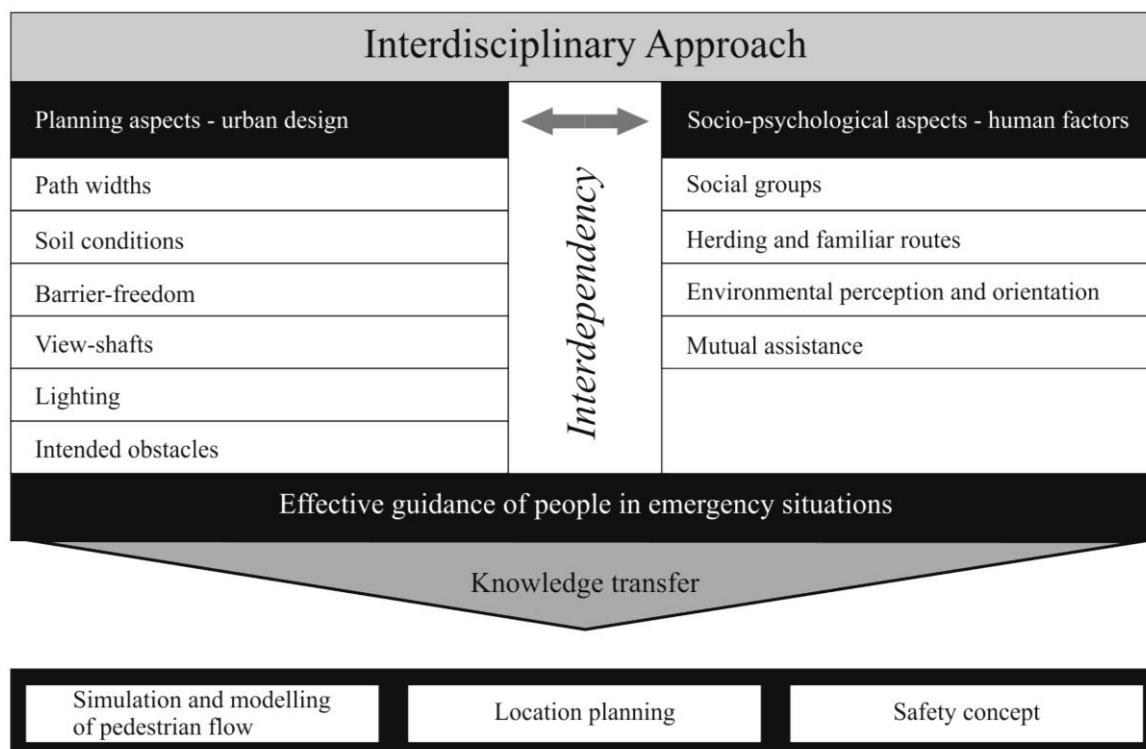 Interdisciplinary Approach
Planning aspects - urban design
Path widths
Soil conditions
Barrier-freedom
View-shafts
Lighting
Intended obstacles
Interdependency
Socio-psychological aspects - human factors
Social groups
Herding and familiar routes
Environmental perception and orientation
Mutual assistance
Effective guidance of people in emergency situations
Knowledge transfer
Simulation and modelling
of pedestrian flow
Location planning
Safety concept